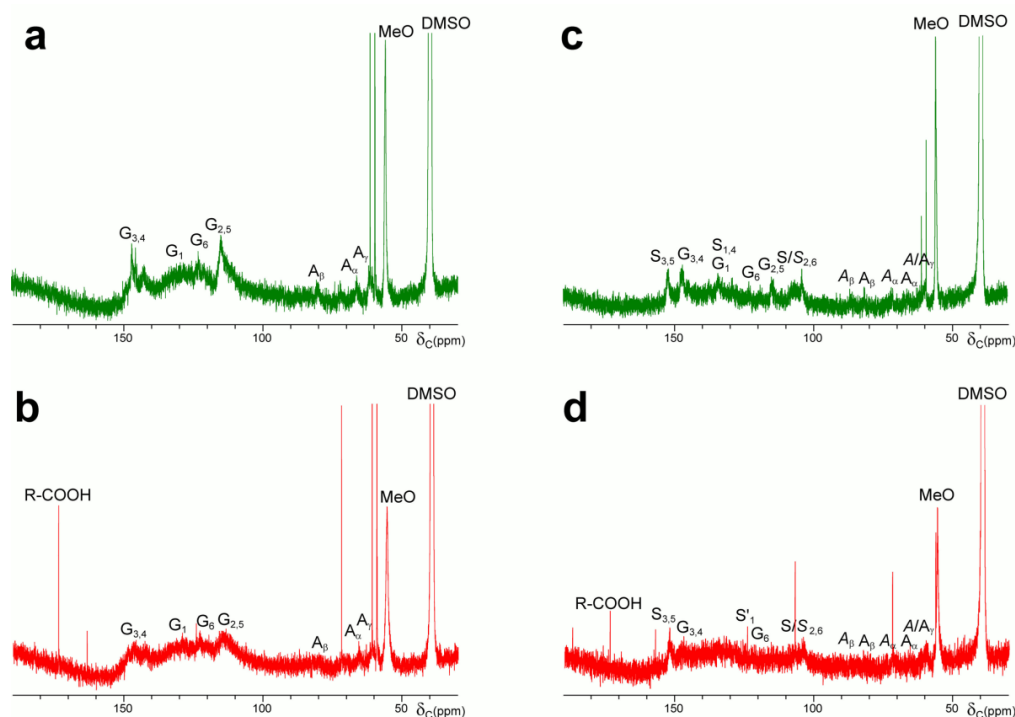 a
MeO
DMSO
G3,4
G1
G6
G2,5
Aβ
Aα
Aγ
150
100
50
δC(ppm)
c
MeO
DMSO
S3,5
G3,4
S1,4
G1
G6
G2,5
S/S2,6
Aβ
Aβ
Aα
Aα
A/Aγ
150
100
50
δC(ppm)
b
DMSO
R-COOH
MeO
G3,4
G1
G6
G2,5
Aβ
Aα
Aγ
150
100
50
δC(ppm)
d
DMSO
MeO
R-COOH
S3,5
G3,4
S'1
G6
S/S2,6
Aβ
Aβ
Aα
Aα
A/Aγ
150
100
50
δC(ppm)